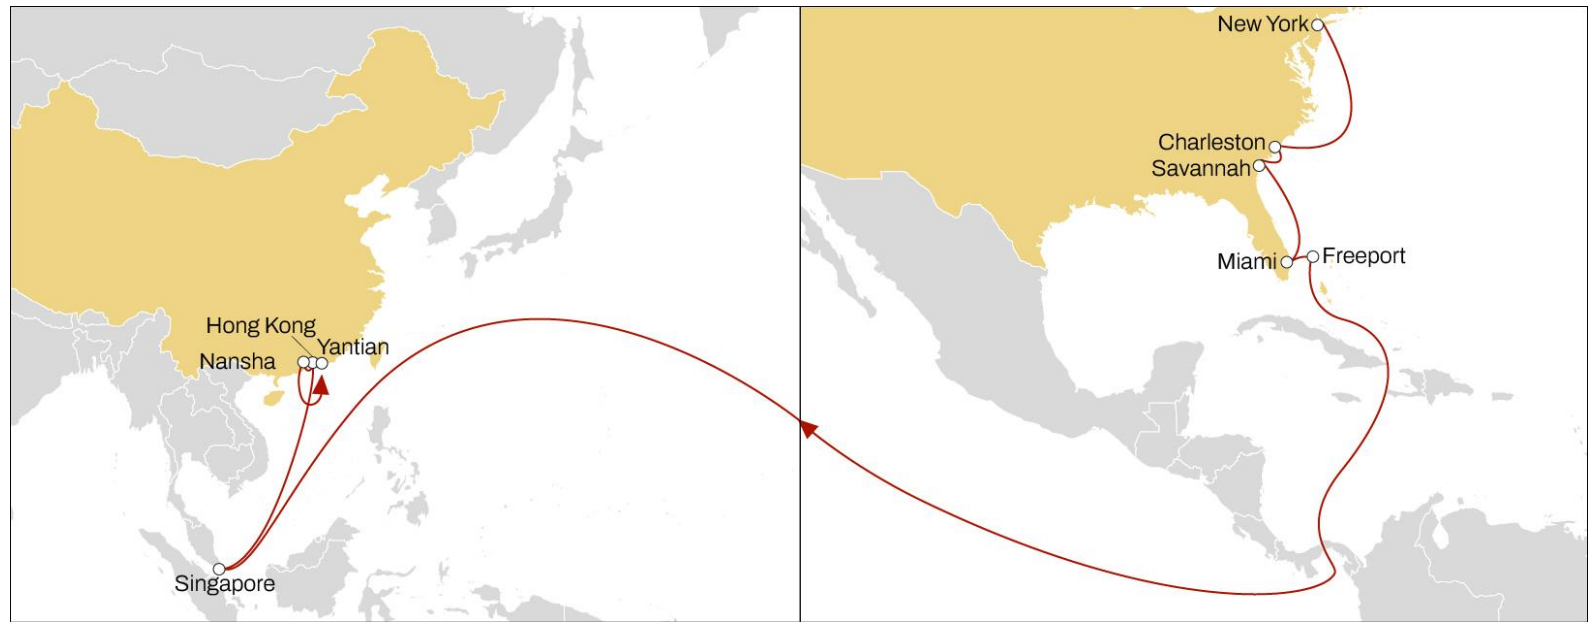 New York
Charleston
Savannah
Miami
Freeport
Hong Kong
Yantian
Nansha
Singapore